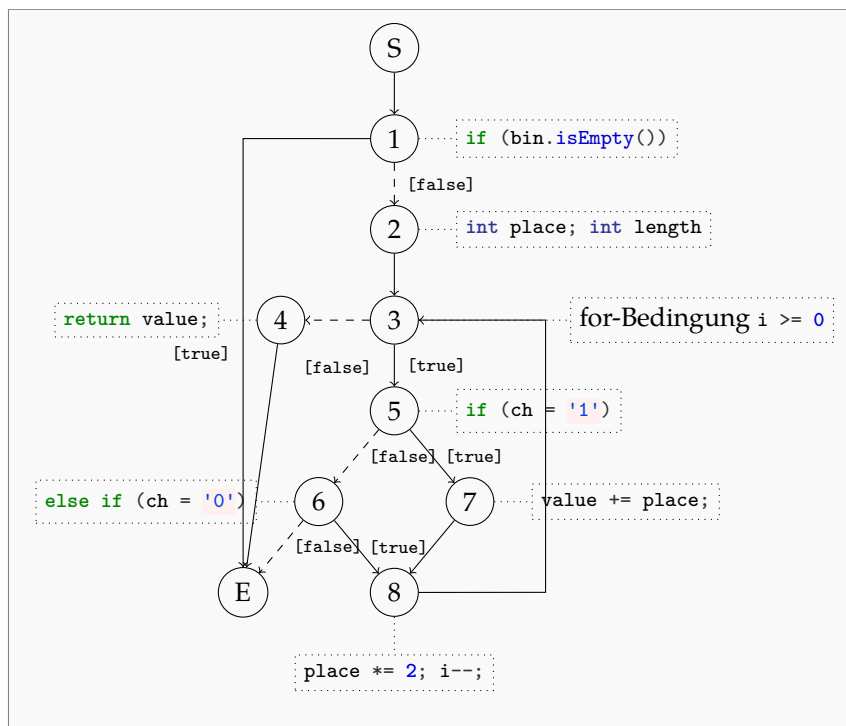 S
1
if (bin.isEmpty())
[false]
2
int place; int length
return value;
4
3
for-Bedingung i >= 0
[true]
[false]
[true]
5
if (ch = '1')
[false]
[true]
else if (ch = '0')
6
7
value += place;
[false]
[true]
E
8
place *= 2; i--;